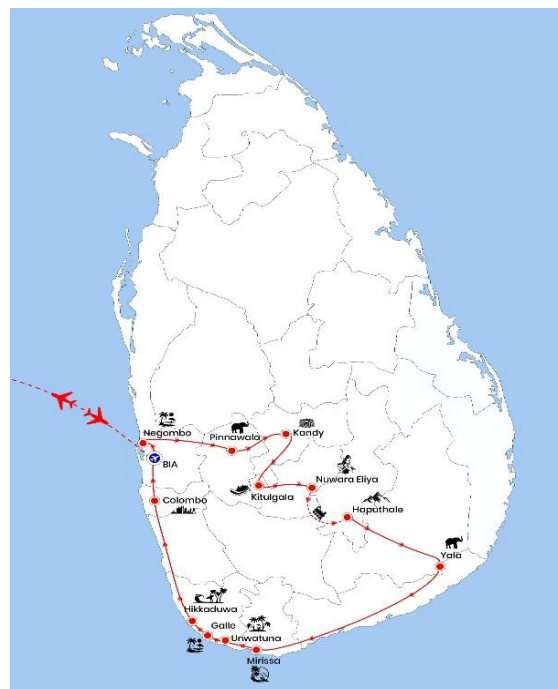 Negombo
Pinnawala
Kandy
BIA
Kitulgala
Nuwara Eliya
Colombo
Haputhale
Yala
Hikkaduwa
Galle
Unwatuna
Mirissa